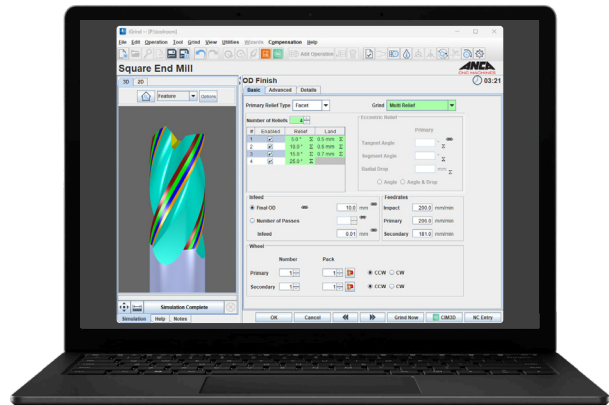 File Edit Operation Tool Grind View Utilities Wizards Compensation Help
Add Operation
Square End Mill
ANCA
CNC MACHINES
3D 2D
OD Finish
03:21
Basic Advanced Details
Feature Options
Primary Relief Type Facet Grind Multi Relief
Number of Reliefs 4
Eccentric Relief
# Enabled Relief Land
Primary
1 0.5 mm
2 10.0° 0.6 mm
3 15.0° 0.7 mm
4 25.0°
Tangent Angle °
Segment Angle °
Radial Drop mm
Angle Angle & Drop
Infeed
Feedrates
Final OD 10.0 mm
Impact 200.0 mm/min
Number of Passes
Primary 200.0 mm/min
Infeed 0.01 mm
Secondary 181.0 mm/min
Wheel
Number Pack
Primary 1 1 CCW CW
Secondary 1 1 CCW CW
Simulation Complete
Simulation Help Notes
OK Cancel Grind Now CIM3D NC Entry